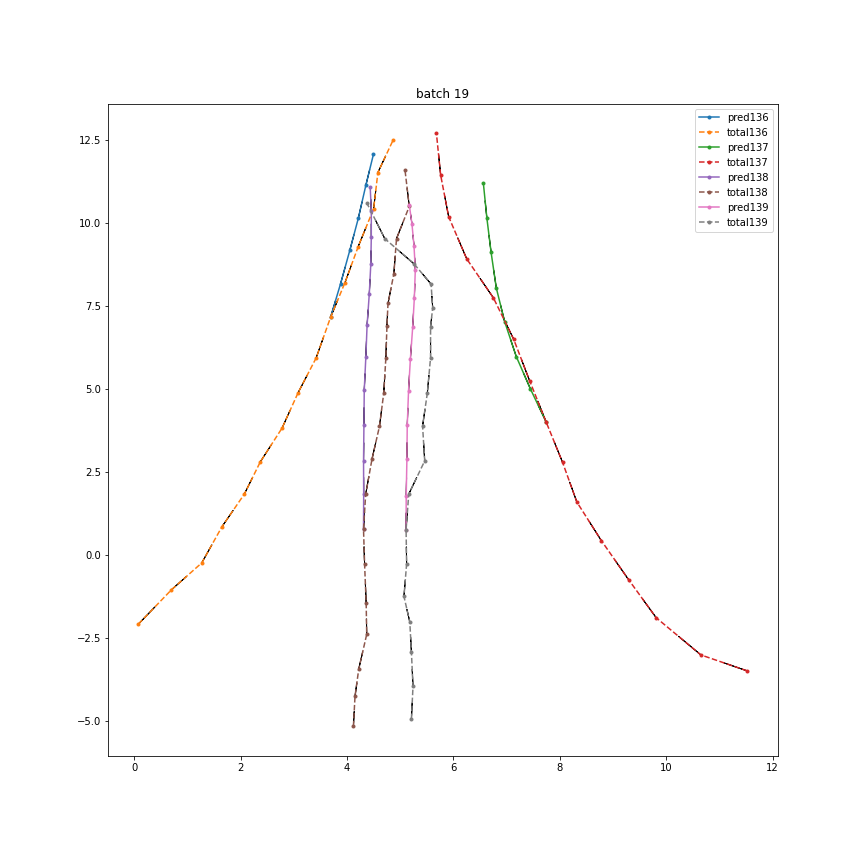 batch 19
pred136
total136
pred137
total137
pred138
total138
pred139
total139
12.5
10.0
7.5
5.0
2.5
0.0
−2.5
−5.0
0 2 4 6 8 10 12